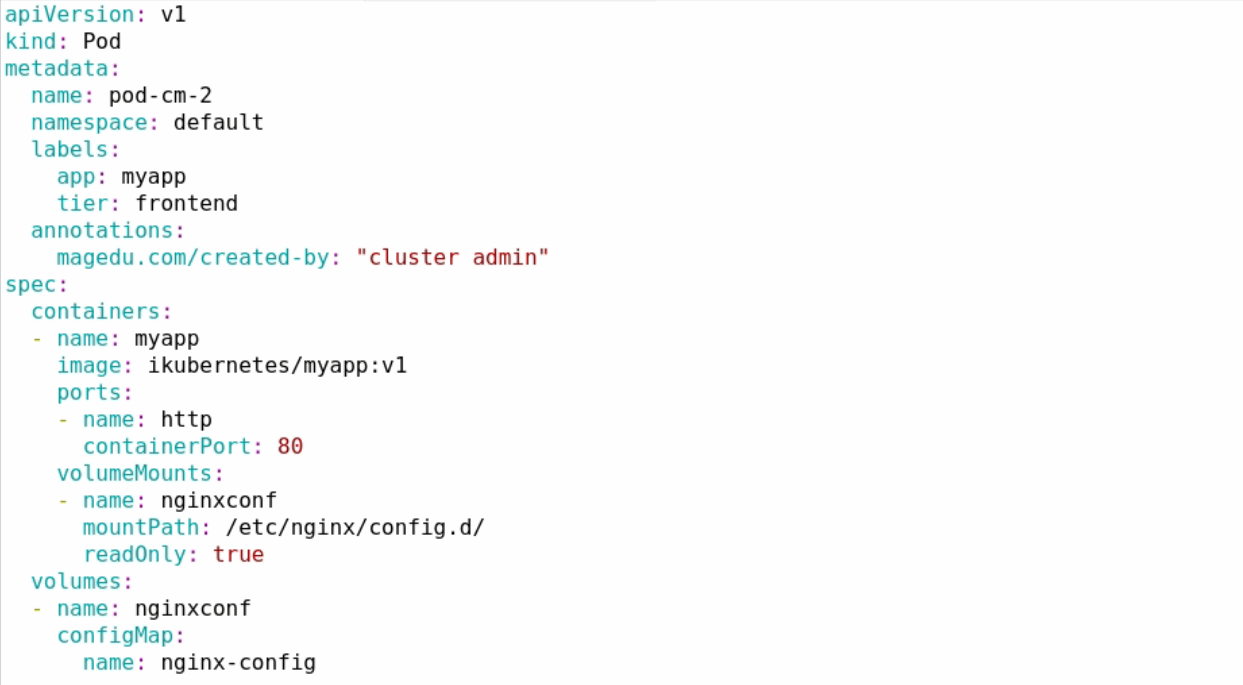 apiVersion: v1
kind: Pod
metadata:
  name: pod-cm-2
  namespace: default
  labels:
    app: myapp
    tier: frontend
  annotations:
    magedu.com/created-by: "cluster admin"
spec:
  containers:
  - name: myapp
    image: ikubernetes/myapp:v1
    ports:
    - name: http
      containerPort: 80
    volumeMounts:
    - name: nginxconf
      mountPath: /etc/nginx/config.d/
      readOnly: true
  volumes:
  - name: nginxconf
    configMap:
      name: nginx-config